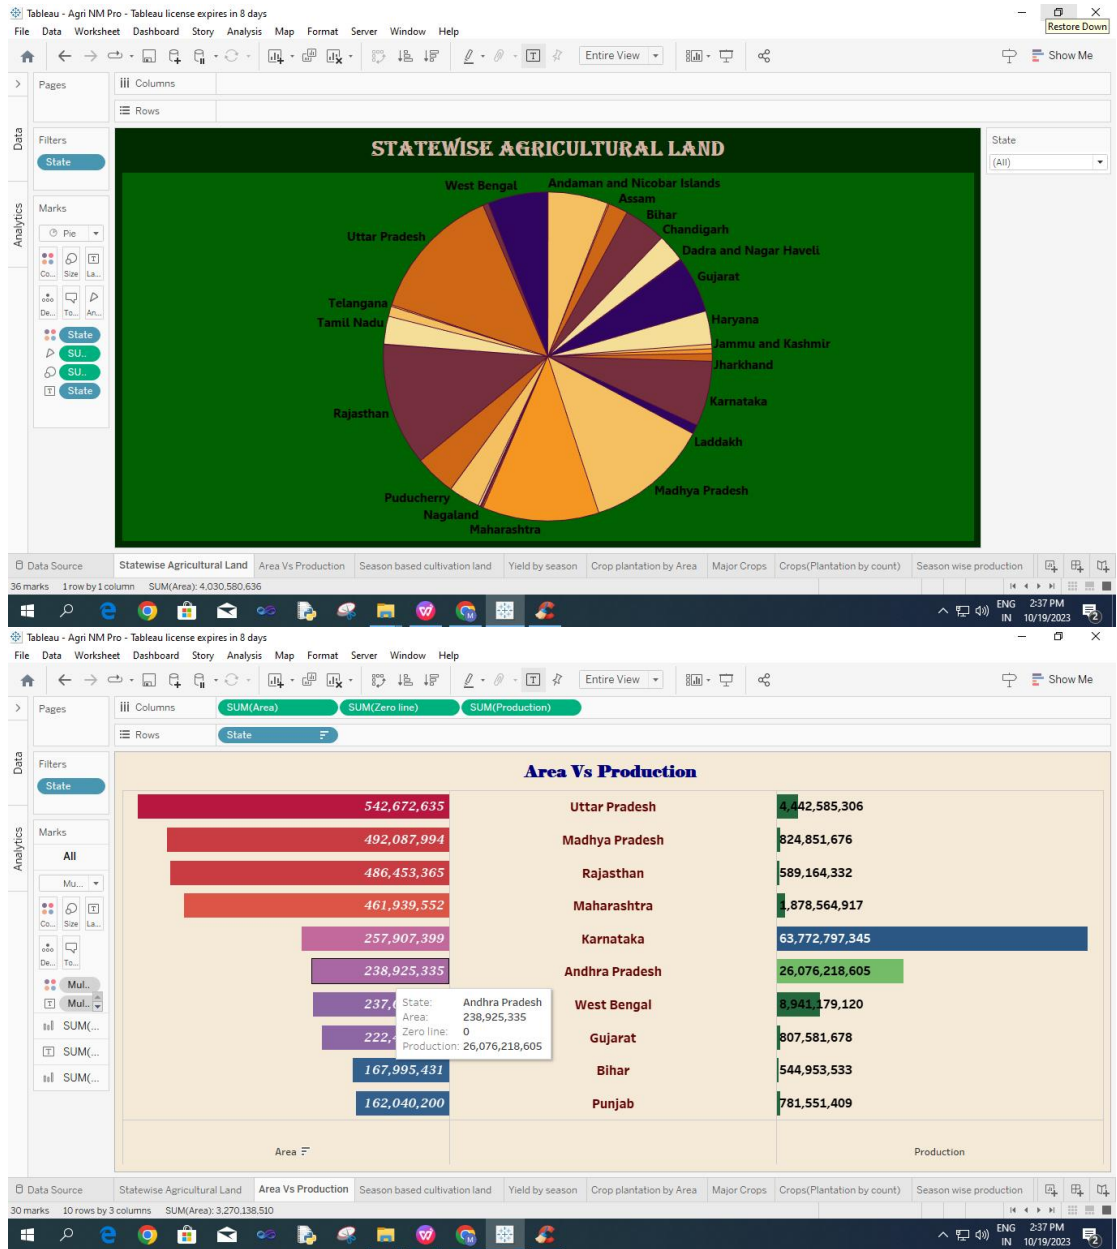 Tableau - Agri NM Pro - Tableau license expires in 8 days
Restore Down
File Data Worksheet Dashboard Story Analysis Map Format Server Window Help
Entire View
Show Me
Pages
Columns
Rows
Data
Filters
State
STATEWISE AGRICULTURAL LAND
State
(All)
Analytics
Marks
Pie
Co... Size La...
De... To... An...
State
SU..
SU..
State
West Bengal
Andaman and Nicobar Islands
Assam
Bihar
Chandigarh
Uttar Pradesh
Dadra and Nagar Haveli
Gujarat
Telangana
Haryana
Tamil Nadu
Jammu and Kashmir
Jharkhand
Karnataka
Rajasthan
Laddakh
Madhya Pradesh
Puducherry
Nagaland
Maharashtra
Data Source Statewise Agricultural Land Area Vs Production Season based cultivation land Yield by season Crop plantation by Area Major Crops Crops(Plantation by count) Season wise production
36 marks 1 row by 1 column SUM(Area): 4,030,580,636
ENG 2:37 PM
IN 10/19/2023
2
Tableau - Agri NM Pro - Tableau license expires in 8 days
File Data Worksheet Dashboard Story Analysis Map Format Server Window Help
Entire View
Show Me
Pages
Columns SUM(Area) SUM(Zero line) SUM(Production)
Rows State
Data
Filters
State
Area Vs Production
542,672,635 Uttar Pradesh 4,442,585,306
Analytics
Marks
All
Mu...
Co... Size La...
De... To...
Mul..
Mul..
SUM(...
SUM(...
SUM(...
492,087,994 Madhya Pradesh 824,851,676
486,453,365 Rajasthan 589,164,332
461,939,552 Maharashtra 1,878,564,917
257,907,399 Karnataka 63,772,797,345
238,925,335 Andhra Pradesh 26,076,218,605
West Bengal 8,941,179,120
State: Andhra Pradesh
Area: 238,925,335
Zero line: 0
Production: 26,076,218,605
Gujarat 807,581,678
167,995,431 Bihar 544,953,533
162,040,200 Punjab 781,551,409
Area Production
Data Source Statewise Agricultural Land Area Vs Production Season based cultivation land Yield by season Crop plantation by Area Major Crops Crops(Plantation by count) Season wise production
30 marks 10 rows by 3 columns SUM(Area): 3,270,138,510
ENG 2:37 PM
IN 10/19/2023
2